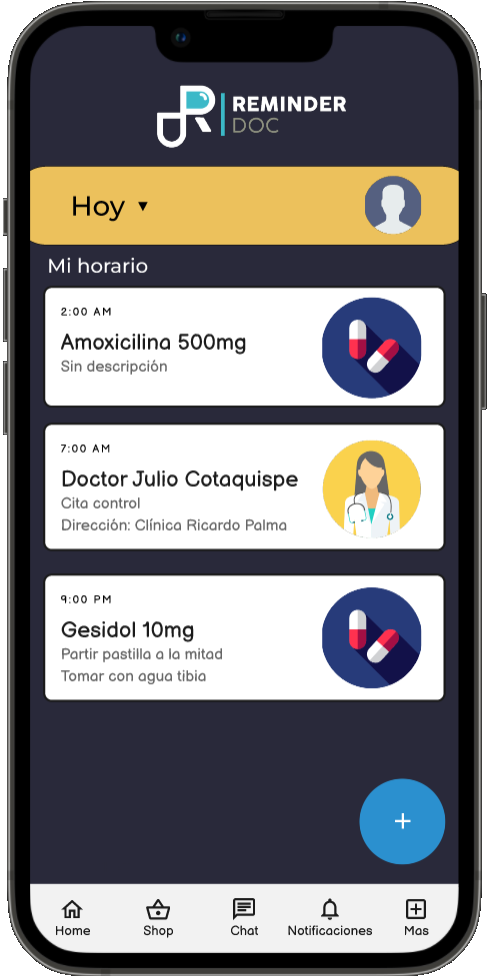 REMINDER
DOC
Hoy ▼
Mi horario
2:00 AM
Amoxicilina 500mg
Sin descripción
7:00 AM
Doctor Julio Cotaquispe
Cita control
Dirección: Clínica Ricardo Palma
9:00 PM
Gesidol 10mg
Partir pastilla a la mitad
Tomar con agua tibia
+
Home Shop Chat Notificaciones Mas